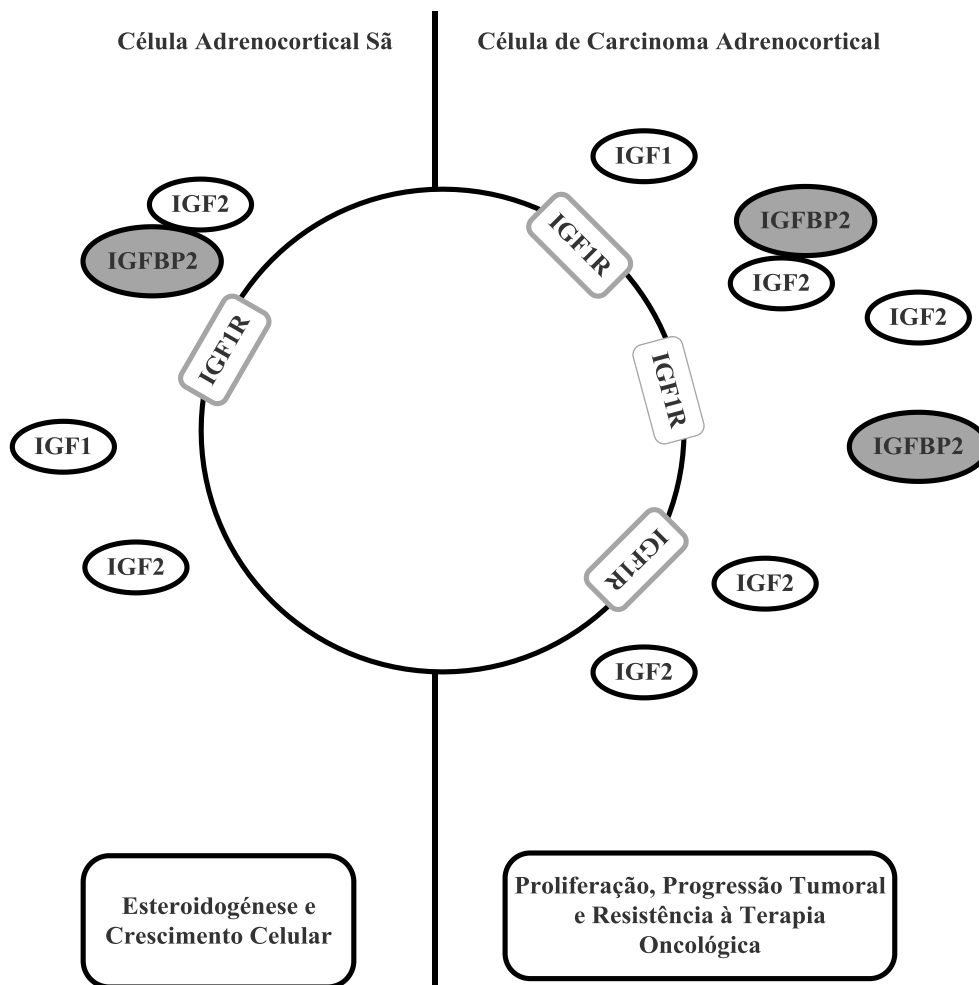 Célula Adrenocortical Sã
Célula de Carcinoma Adrenocortical
IGF2
IGFBP2
IGF1R
IGF1
IGF2
IGF1
IGF1R
IGFBP2
IGF2
IGF2
IGF1R
IGFBP2
IGF1R
IGF2
IGF2
Esteroidogénese e
Crescimento Celular
Proliferação, Progressão Tumoral
e Resistência à Terapia
Oncológica